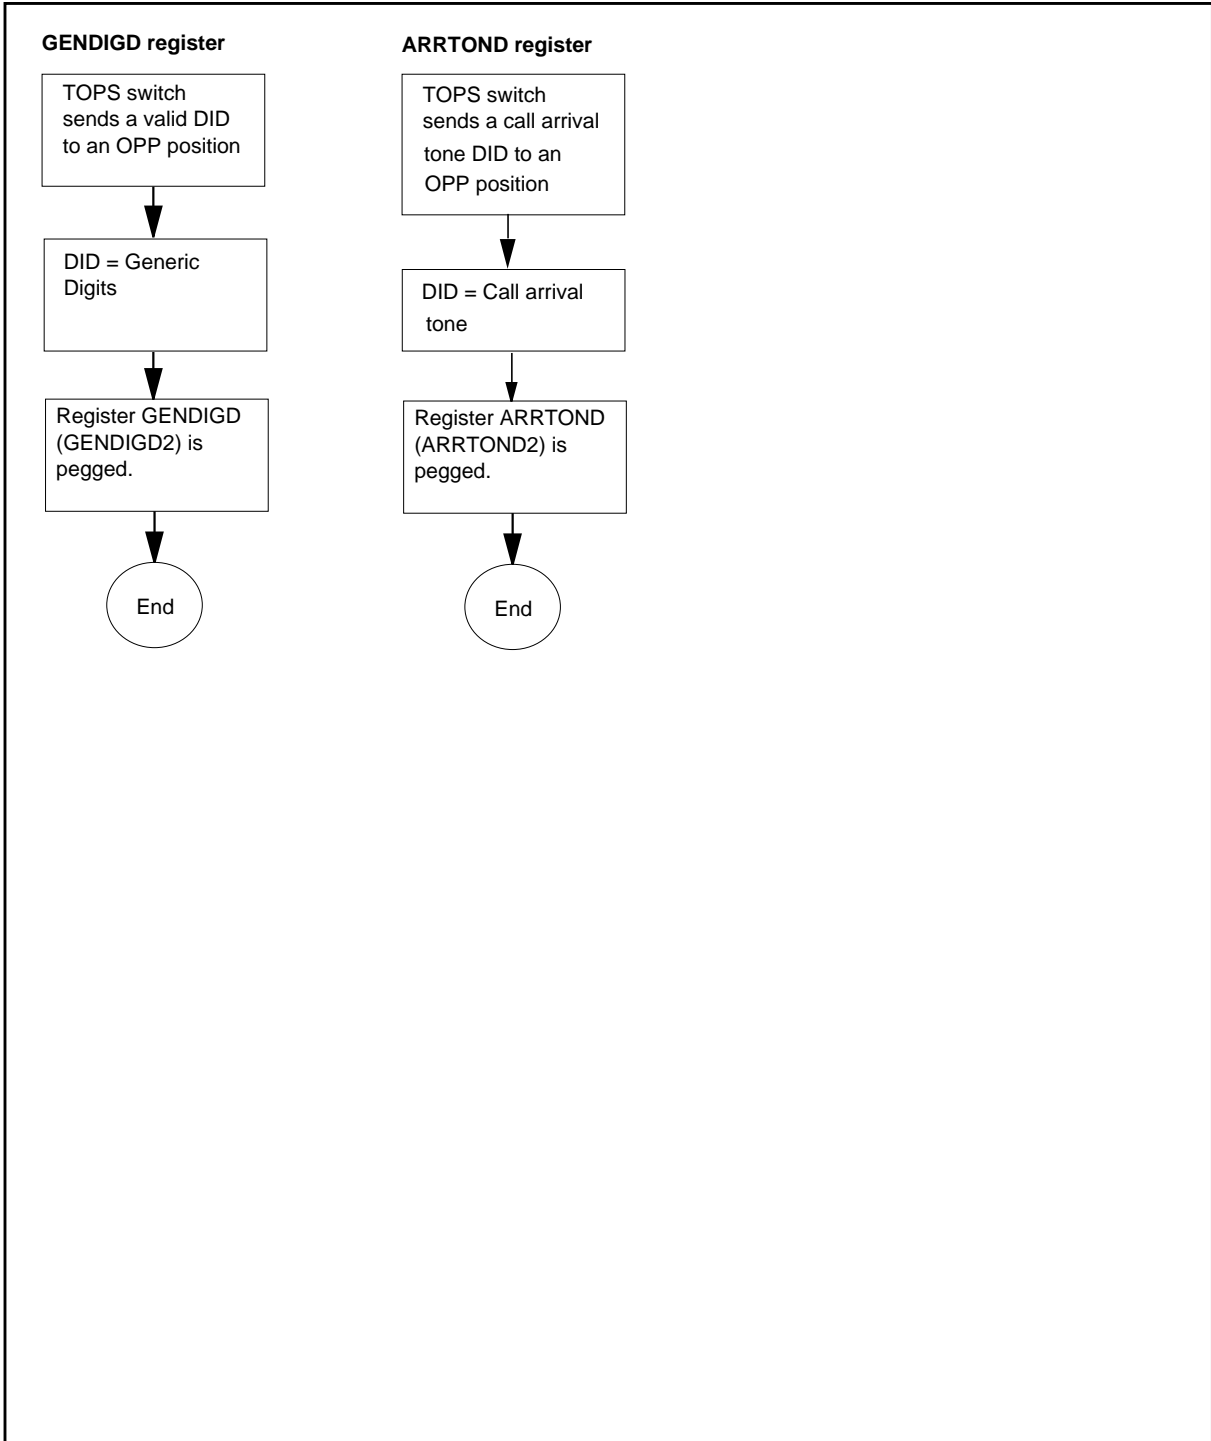 GENDIGD register
TOPS switch
sends a valid DID
to an OPP position
DID = Generic
Digits
Register GENDIGD
(GENDIGD2) is
pegged.
End
ARRTOND register
TOPS switch
sends a call arrival
tone DID to an
OPP position
DID = Call arrival
tone
Register ARRTOND
(ARRTOND2) is
pegged.
End